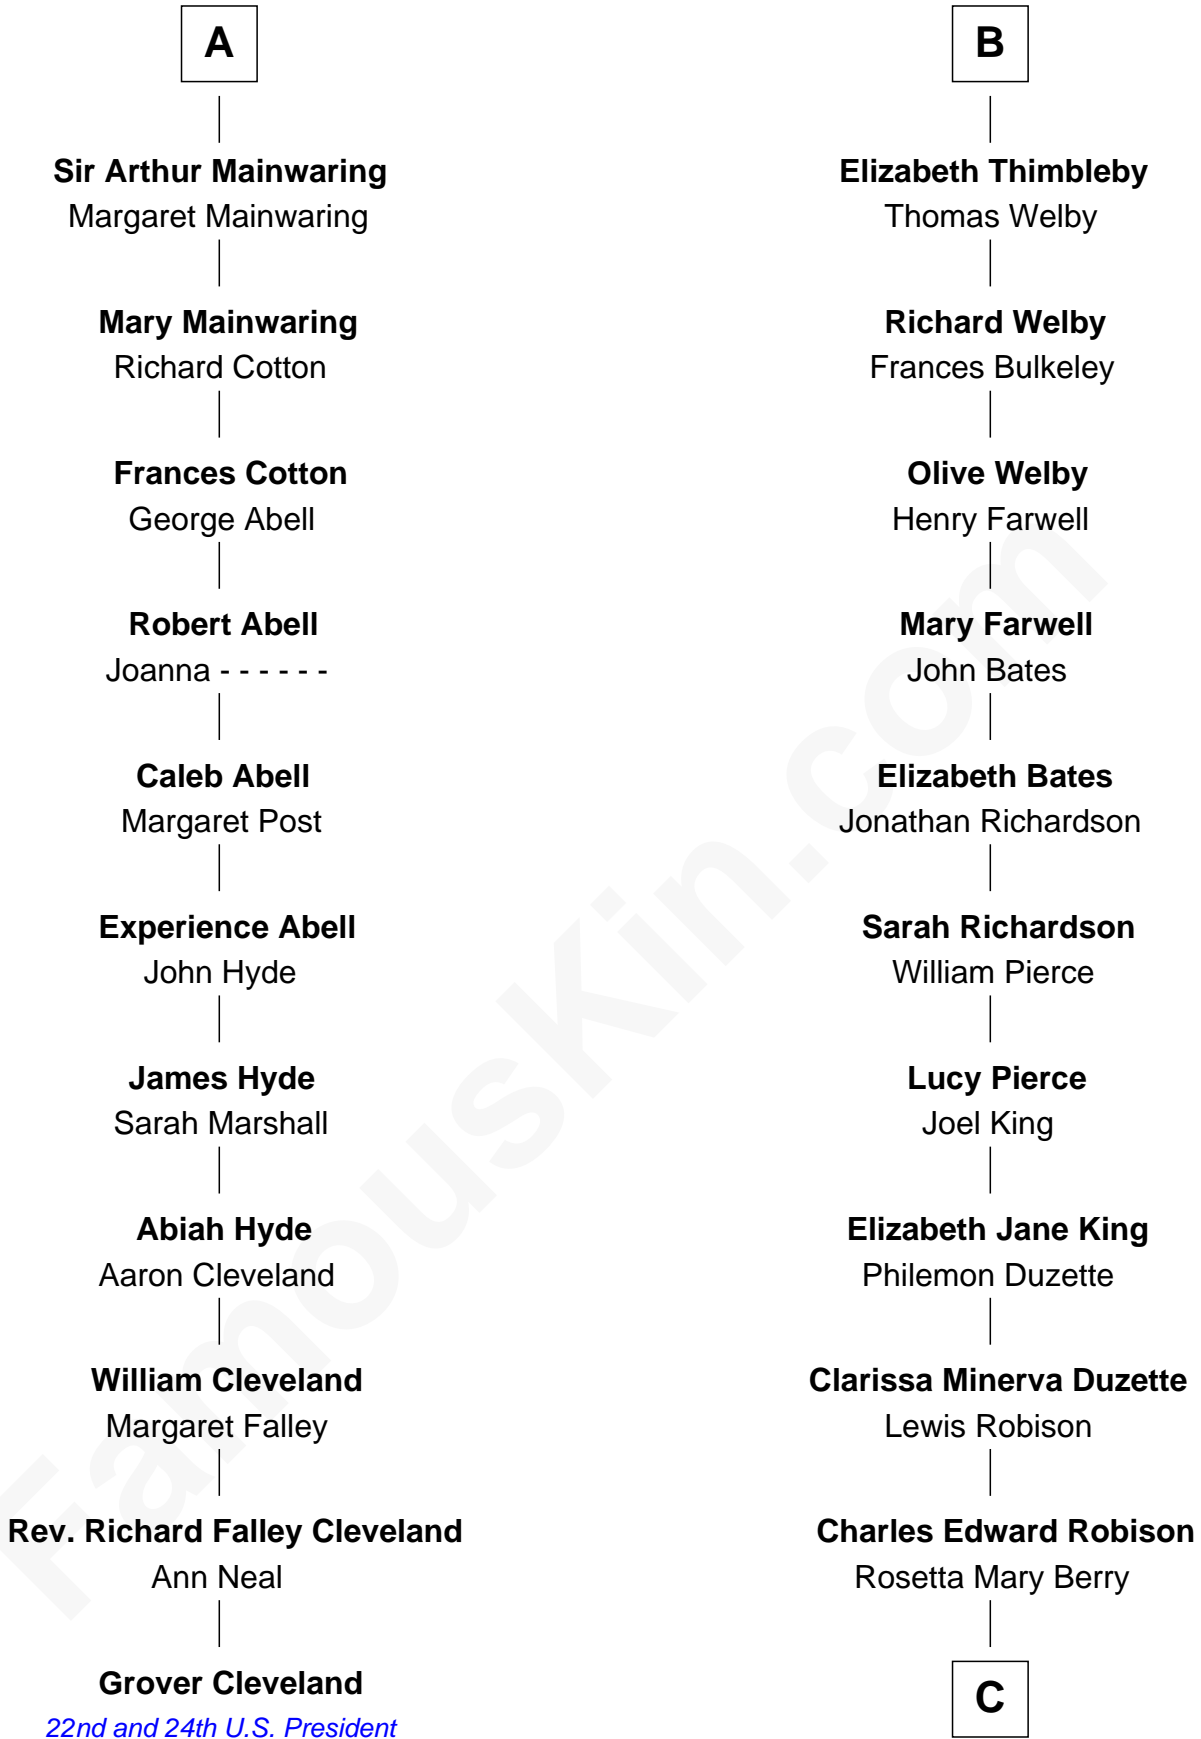 A
Sir Arthur Mainwaring
Margaret Mainwaring
Mary Mainwaring
Richard Cotton
Frances Cotton
George Abell
Robert Abell
Joanna - - - - - -
Caleb Abell
Margaret Post
Experience Abell
John Hyde
James Hyde
Sarah Marshall
Abiah Hyde
Aaron Cleveland
William Cleveland
Margaret Falley
Rev. Richard Falley Cleveland
Ann Neal
Grover Cleveland
22nd and 24th U.S. President
B
Elizabeth Thimbleby
Thomas Welby
Richard Welby
Frances Bulkeley
Olive Welby
Henry Farwell
Mary Farwell
John Bates
Elizabeth Bates
Jonathan Richardson
Sarah Richardson
William Pierce
Lucy Pierce
Joel King
Elizabeth Jane King
Philemon Duzette
Clarissa Minerva Duzette
Lewis Robison
Charles Edward Robison
Rosetta Mary Berry
C
FamousKin.com